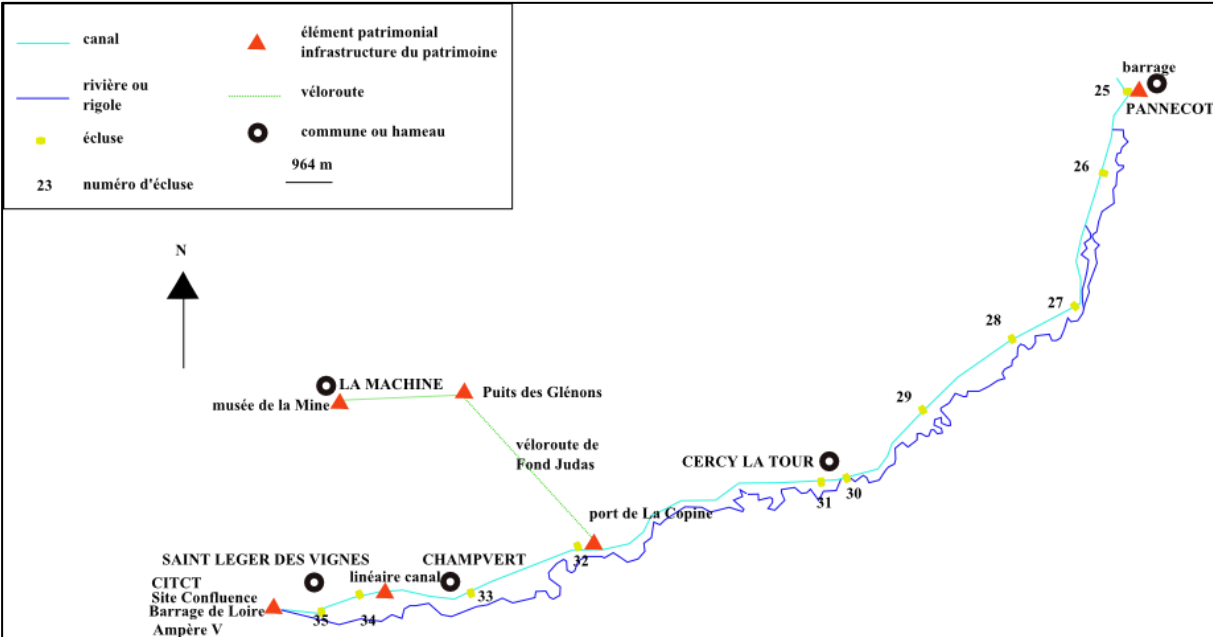 canal
élément patrimonial
infrastructure du patrimoine
rivière ou
rigole
véloroute
écluse
commune ou hameau
964 m
23 numéro d'écluse
N
barrage
25
PANNECOT
26
27
28
29
LA MACHINE
musée de la Mine
Puits des Glénons
véloroute de
Fond Judas
CERCY LA TOUR
30
31
port de La Copine
32
SAINT LEGER DES VIGNES
CHAMPVERT
linéaire canal
33
34
35
CITCT
Site Confluence
Barrage de Loire
Ampère V